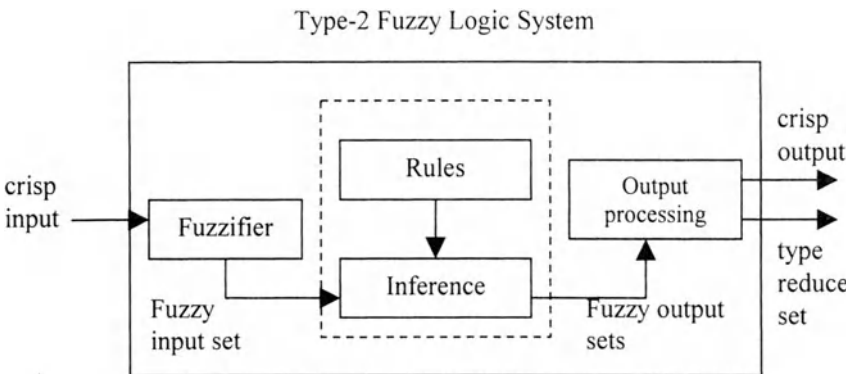 Type-2 Fuzzy Logic System
crisp
input
Fuzzifier
Fuzzy
input set
Rules
Inference
Fuzzy output
sets
Output
processing
crisp
output
type
reduce
set